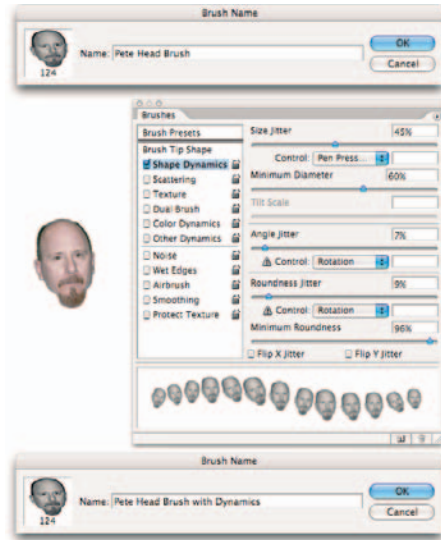 Brush Name
Name: Pete Head Brush
OK
Cancel
124
Brushes
Brush Presets
Brush Tip Shape
Shape Dynamics
Scattering
Texture
Dual Brush
Color Dynamics
Other Dynamics
Noise
Wet Edges
Airbrush
Smoothing
Protect Texture
Size Jitter 45%
Control: Pen Press...
Minimum Diameter 60%
Tilt Scale
Angle Jitter 7%
Control: Rotation
Roundness Jitter 9%
Control: Rotation
Minimum Roundness 96%
Flip X Jitter Flip Y Jitter
Brush Name
Name: Pete Head Brush with Dynamics
OK
Cancel
124